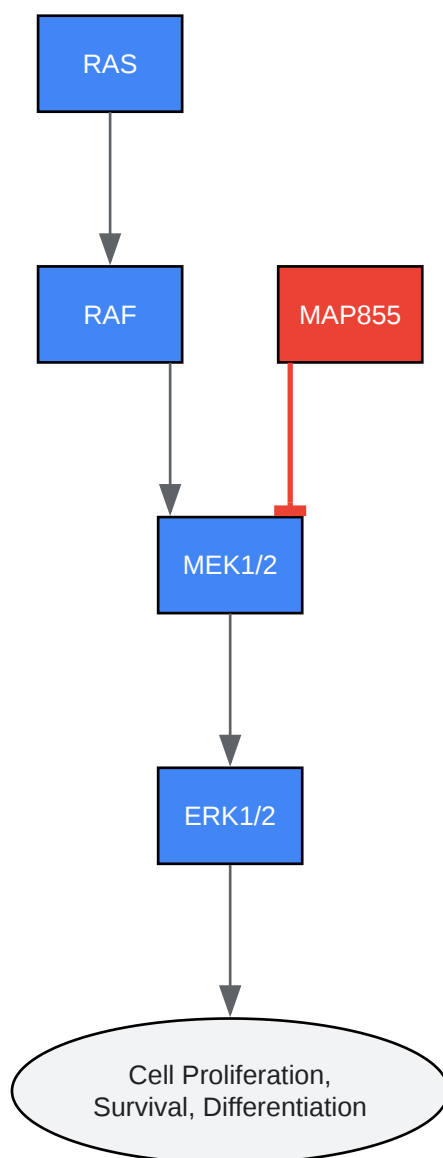 RAS
RAF
MAP855
MEK1/2
ERK1/2
Cell Proliferation,
Survival, Differentiation